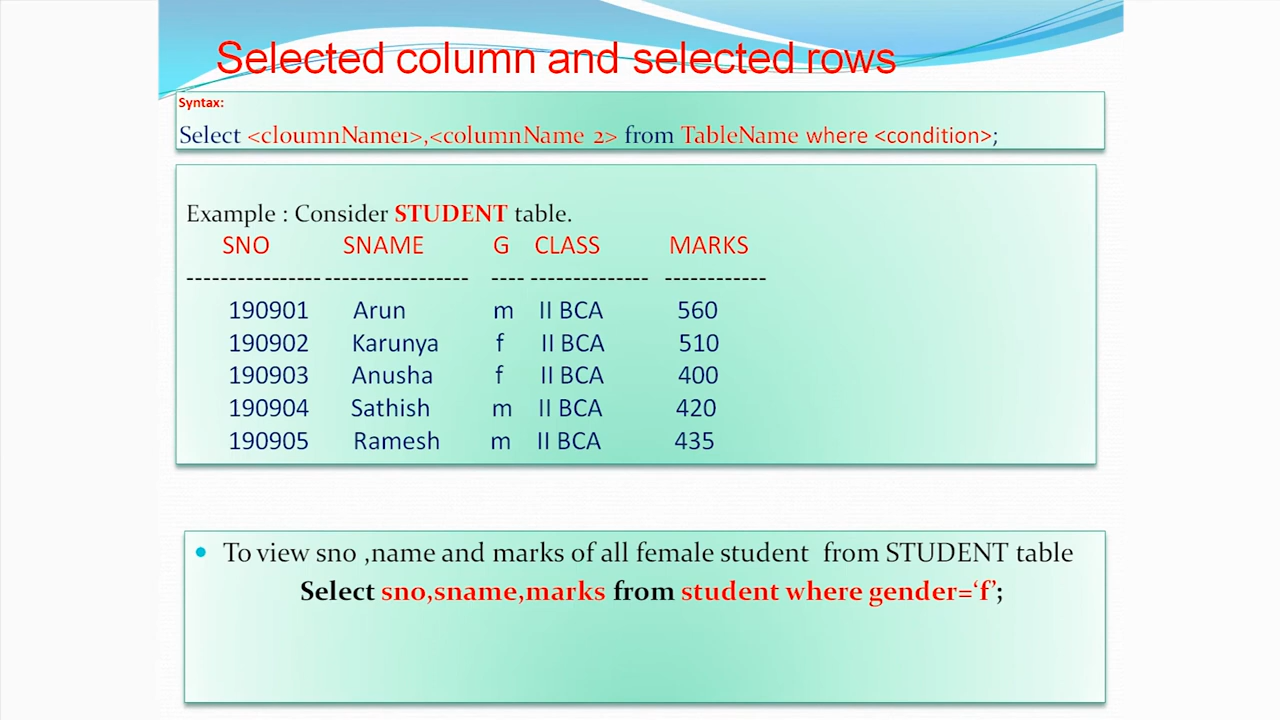 Selected column and selected rows
Syntax:
Select <cloumnName1>,<columnName 2> from TableName where <condition>;
Example : Consider STUDENT table.
SNO SNAME G CLASS MARKS
---------------- ----------------- ---- -------------- ------------
190901 Arun m II BCA 560
190902 Karunya f II BCA 510
190903 Anusha f II BCA 400
190904 Sathish m II BCA 420
190905 Ramesh m II BCA 435
• To view sno ,name and marks of all female student from STUDENT table
Select sno,sname,marks from student where gender=‘f’;